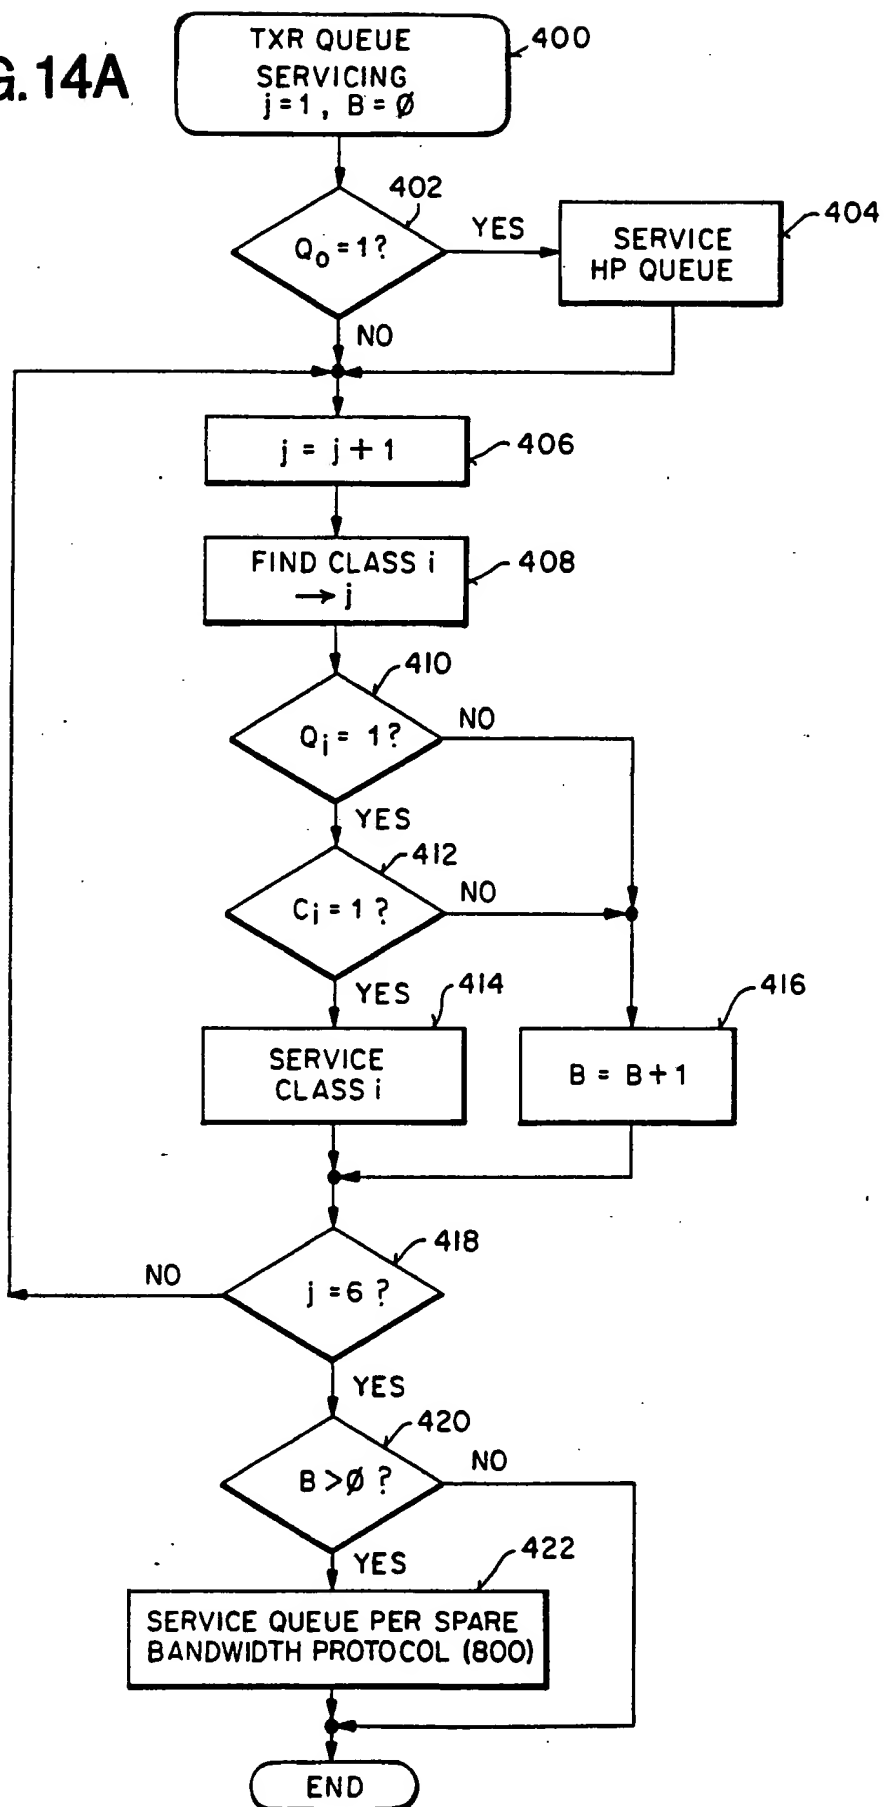 G. 14A
TXR QUEUE
SERVICING
j=1, B=Ø
400
402
Q₀=1?
YES
404
SERVICE
HP QUEUE
NO
j = j + 1
406
FIND CLASS i
→ j
408
410
Qᵢ = 1?
NO
YES
412
Cᵢ = 1 ?
NO
YES
414
SERVICE
CLASS i
416
B = B+1
418
j = 6 ?
NO
YES
420
B >Ø ?
NO
YES
422
SERVICE QUEUE PER SPARE
BANDWIDTH PROTOCOL (800)
END